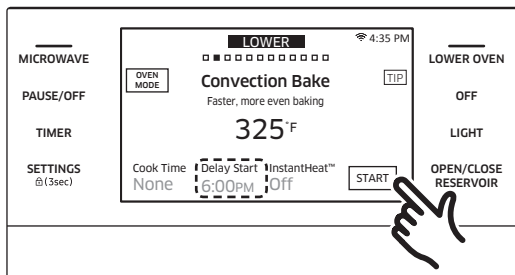 LOWER
4:35 PM
MICROWAVE
LOWER OVEN
OVEN
MODE
Convection Bake
TIP
PAUSE/OFF
Faster, more even baking
OFF
325°F
TIMER
LIGHT
SETTINGS
(3sec)
Cook Time
None
Delay Start
6:00PM
InstantHeat™
Off
START
OPEN/CLOSE
RESERVOIR